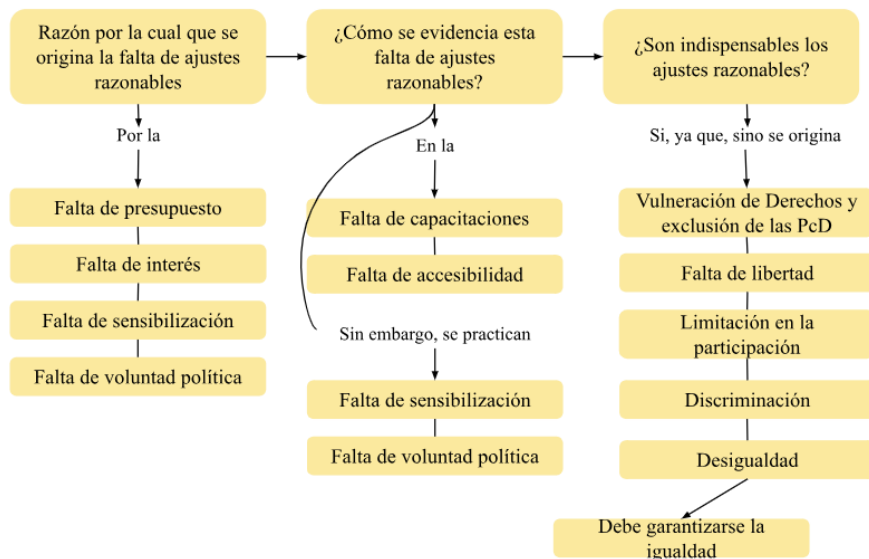 Razón por la cual que se
origina la falta de ajustes
razonables
Por la
Falta de presupuesto
Falta de interés
Falta de sensibilización
Falta de voluntad política
¿Cómo se evidencia esta
falta de ajustes
razonables?
En la
Falta de capacitaciones
Falta de accesibilidad
Sin embargo, se practican
Falta de sensibilización
Falta de voluntad política
¿Son indispensables los
ajustes razonables?
Si, ya que, sino se origina
Vulneración de Derechos y
exclusión de las PcD
Falta de libertad
Limitación en la
participación
Discriminación
Desigualdad
Debe garantizarse la
igualdad